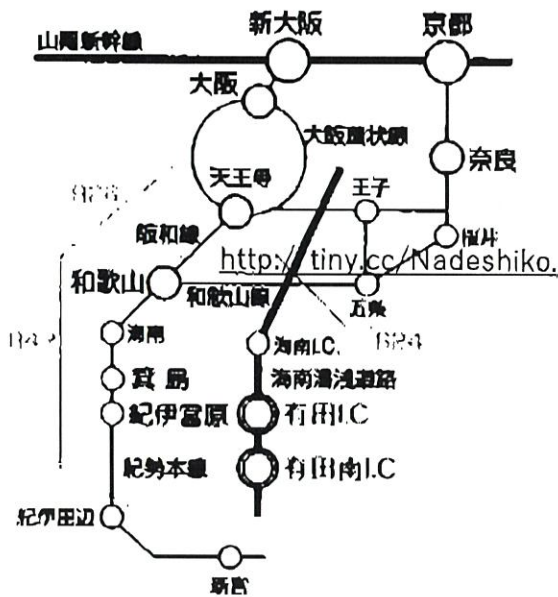 新大阪
京都
山陽新幹線
大阪
大阪環状線
奈良
天王寺
王子
阪和線
桜井
http:/ tiny.cc/Nadeshiko.
和歌山
和歌山線
五条
海南
海南I.C.
箕島
海南湯浅道路
紀伊宮原
有田I.C
紀勢本線
有田南I.C
紀伊田辺
新宮